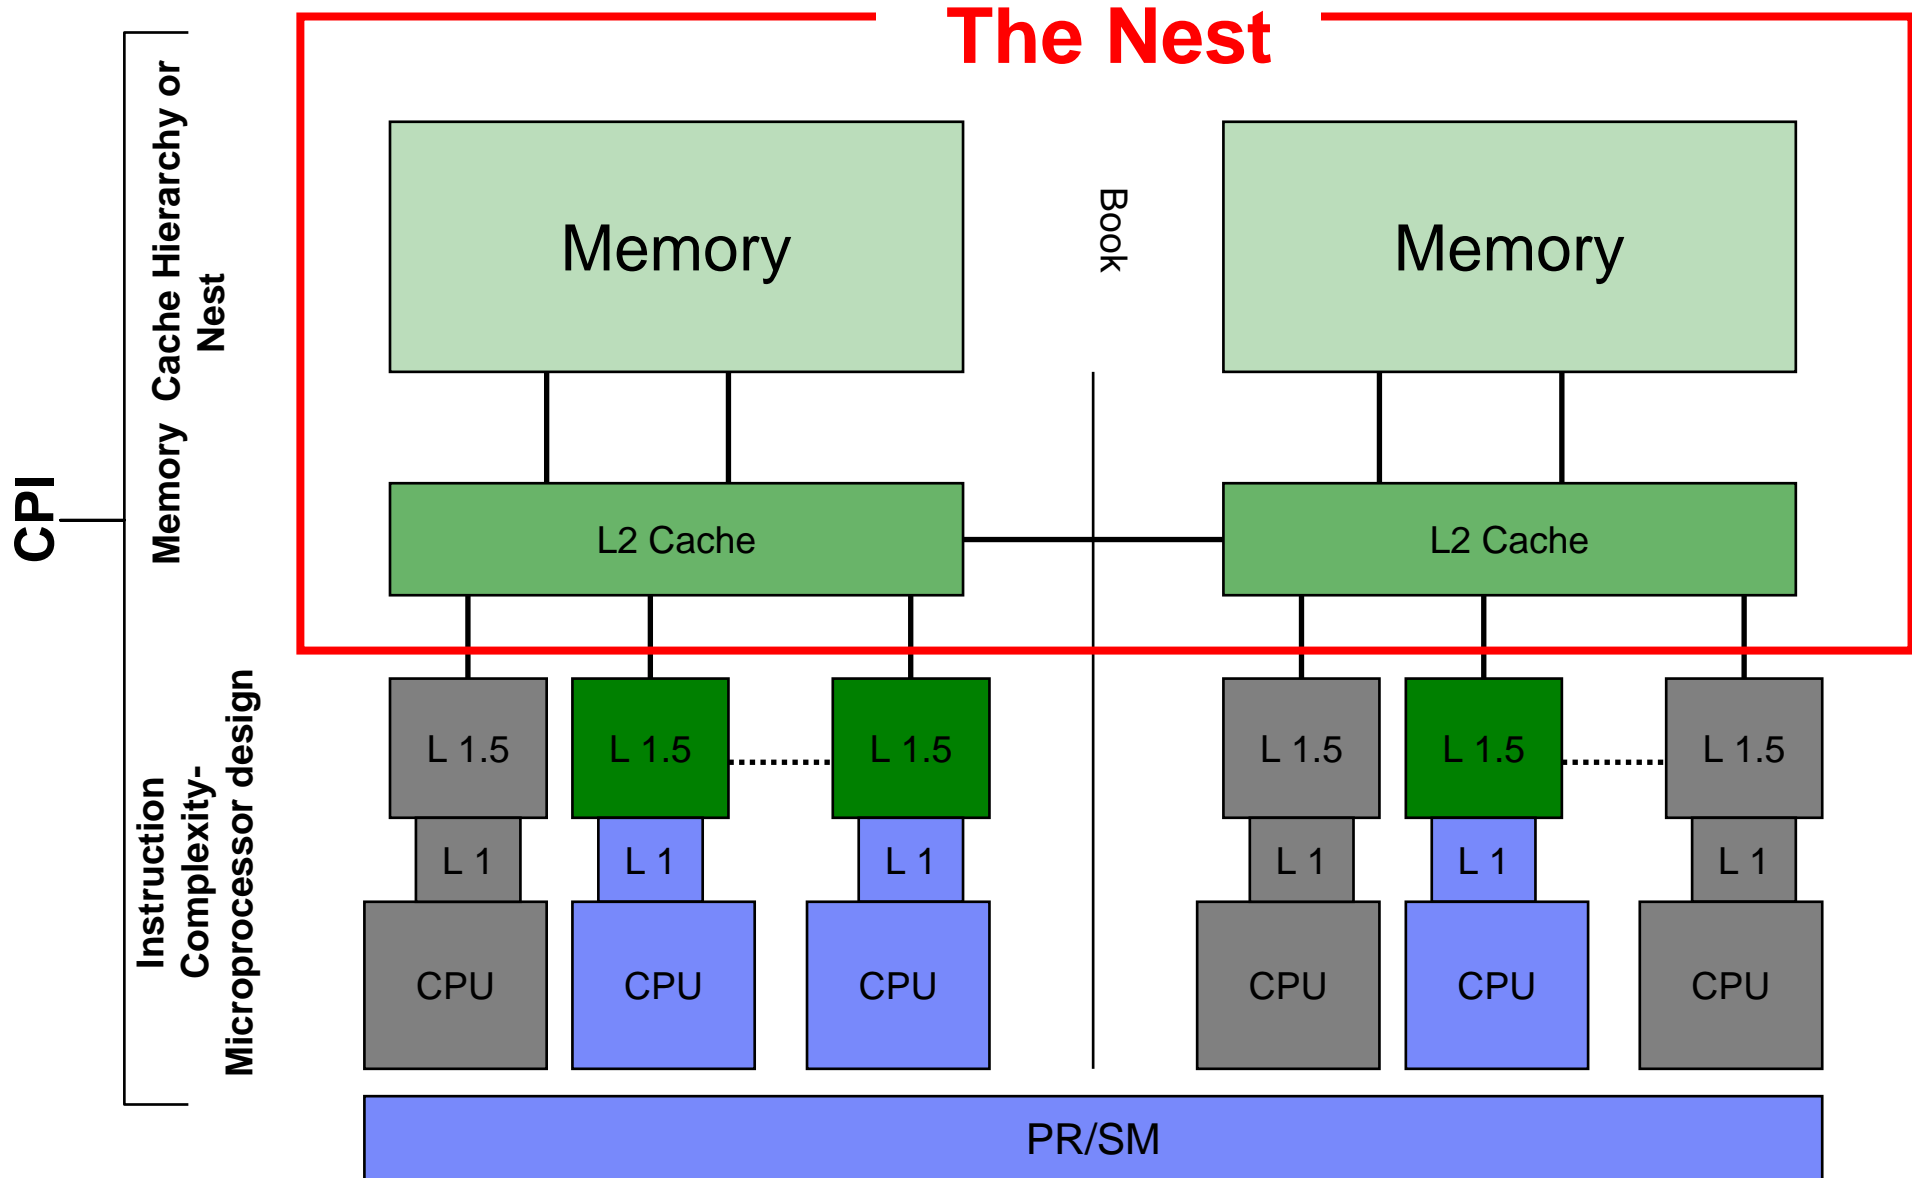 The Nest
CPI
Memory  Cache Hierarchy or
Nest
Instruction
Complexity-
Microprocessor design
Memory
Book
Memory
L2 Cache
L2 Cache
L 1.5
L 1.5
L 1.5
L 1.5
L 1.5
L 1.5
L 1
L 1
L 1
L 1
L 1
L 1
CPU
CPU
CPU
CPU
CPU
CPU
PR/SM